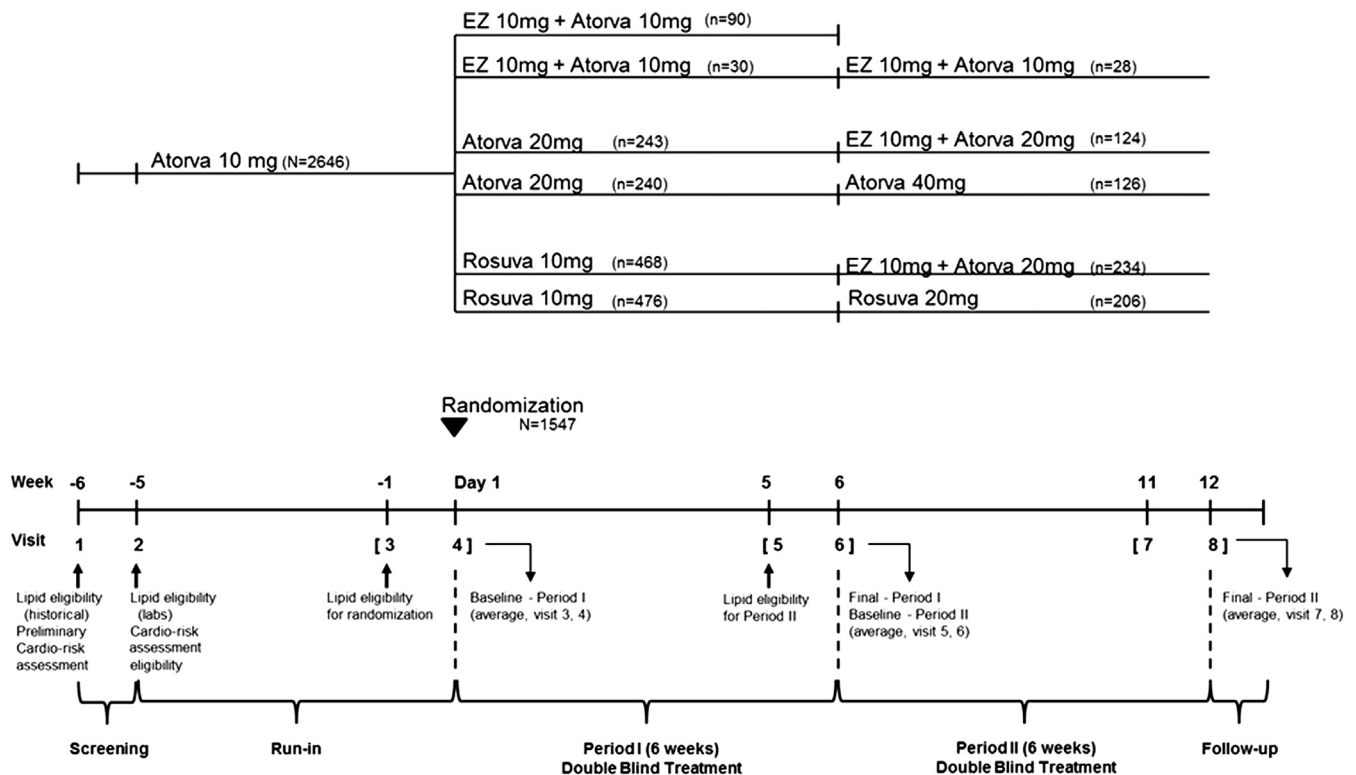 EZ 10mg + Atorva 10mg (n=90)
EZ 10mg + Atorva 10mg (n=30) EZ 10mg + Atorva 10mg (n=28)
Atorva 20mg (n=243) EZ 10mg + Atorva 20mg (n=124)
Atorva 10 mg (N=2646)
Atorva 20mg (n=240) Atorva 40mg (n=126)
Rosuva 10mg (n=468) EZ 10mg + Atorva 20mg (n=234)
Rosuva 10mg (n=476) Rosuva 20mg (n=206)
Randomization
N=1547
Week -6 -5 -1 Day 1 5 6 11 12
Visit 1 2 [ 3 4 ] [ 5 6 ] [ 7 8 ]
Lipid eligibility
(historical)
Preliminary
Cardio-risk
assessment
Lipid eligibility
(labs)
Cardio-risk
assessment
eligibility
Lipid eligibility
for randomization
Baseline - Period I
(average, visit 3, 4)
Lipid eligibility
for Period II
Final - Period I
Baseline - Period II
(average, visit 5, 6)
Final - Period II
(average, visit 7, 8)
Screening
Run-in
Period I (6 weeks)
Double Blind Treatment
Period II (6 weeks)
Double Blind Treatment
Follow-up